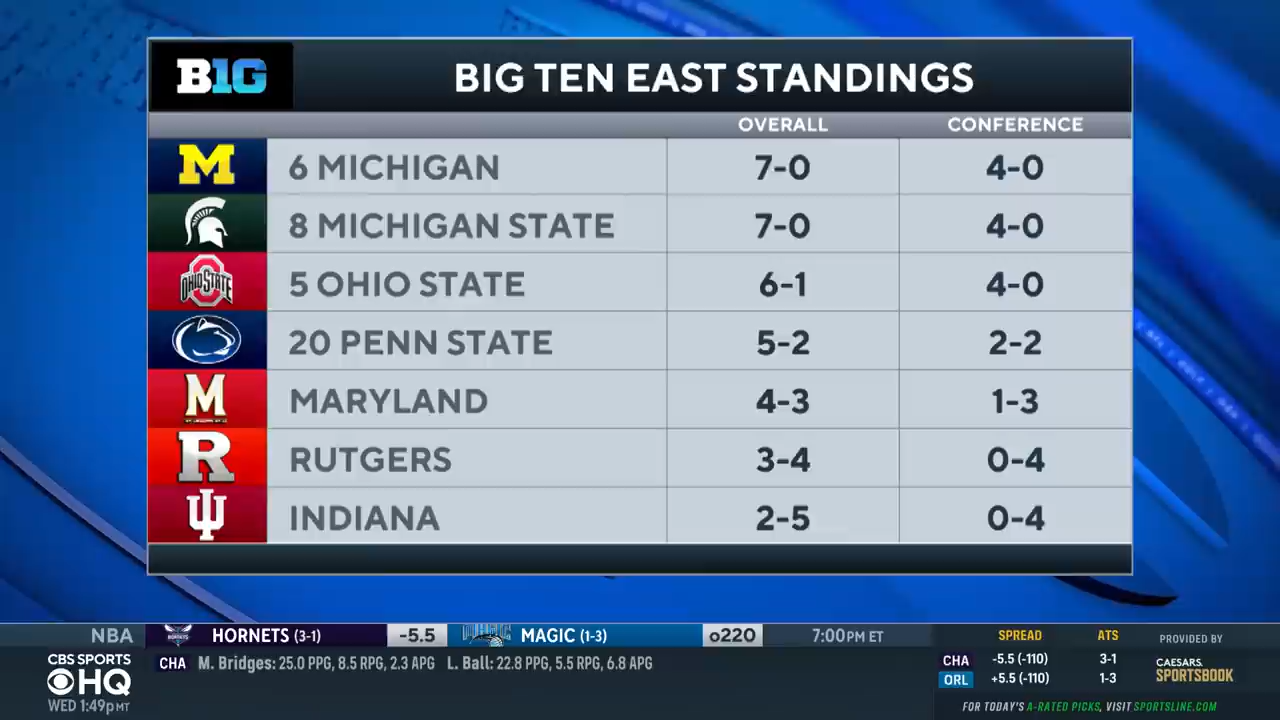 B1G BIG TEN EAST STANDINGS
OVERALL CONFERENCE
M 6 MICHIGAN 7-0 4-0
8 MICHIGAN STATE 7-0 4-0
OHIO STATE 5 OHIO STATE 6-1 4-0
20 PENN STATE 5-2 2-2
M MARYLAND 4-3 1-3
R RUTGERS 3-4 0-4
INDIANA 2-5 0-4
NBA HORNETS (3-1) -5.5 MAGIC (1-3) o220 7:00PM ET
CBS SPORTS HQ
WED 1:49pMT
CHA M. Bridges: 25.0 PPG, 8.5 RPG, 2.3 APG L. Ball: 22.8 PPG, 5.5 RPG, 6.8 APG
SPREAD ATS
CHA -5.5 (-110) 3-1
ORL +5.5 (-110) 1-3
PROVIDED BY
CAESARS
SPORTSBOOK
FOR TODAY'S A-RATED PICKS, VISIT SPORTSLINE.COM